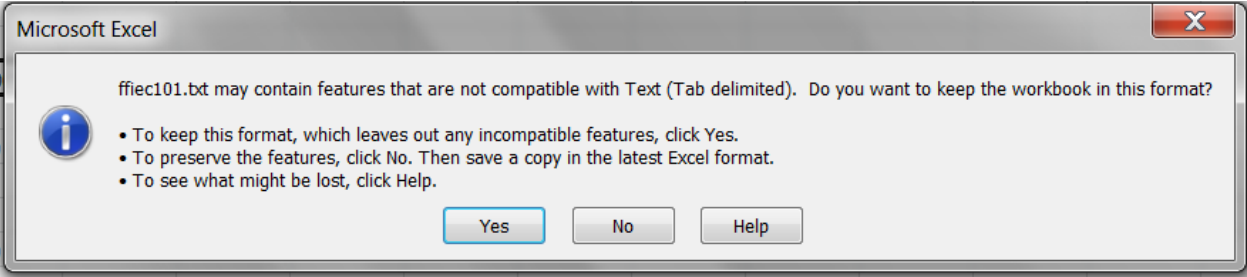 Microsoft Excel
X
ffiec101.txt may contain features that are not compatible with Text (Tab delimited).  Do you want to keep the workbook in this format?
• To keep this format, which leaves out any incompatible features, click Yes.
• To preserve the features, click No. Then save a copy in the latest Excel format.
• To see what might be lost, click Help.
Yes No Help